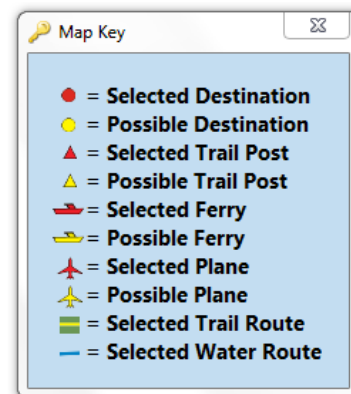 Map Key
= Selected Destination
= Possible Destination
= Selected Trail Post
= Possible Trail Post
= Selected Ferry
= Possible Ferry
= Selected Plane
= Possible Plane
= Selected Trail Route
= Selected Water Route